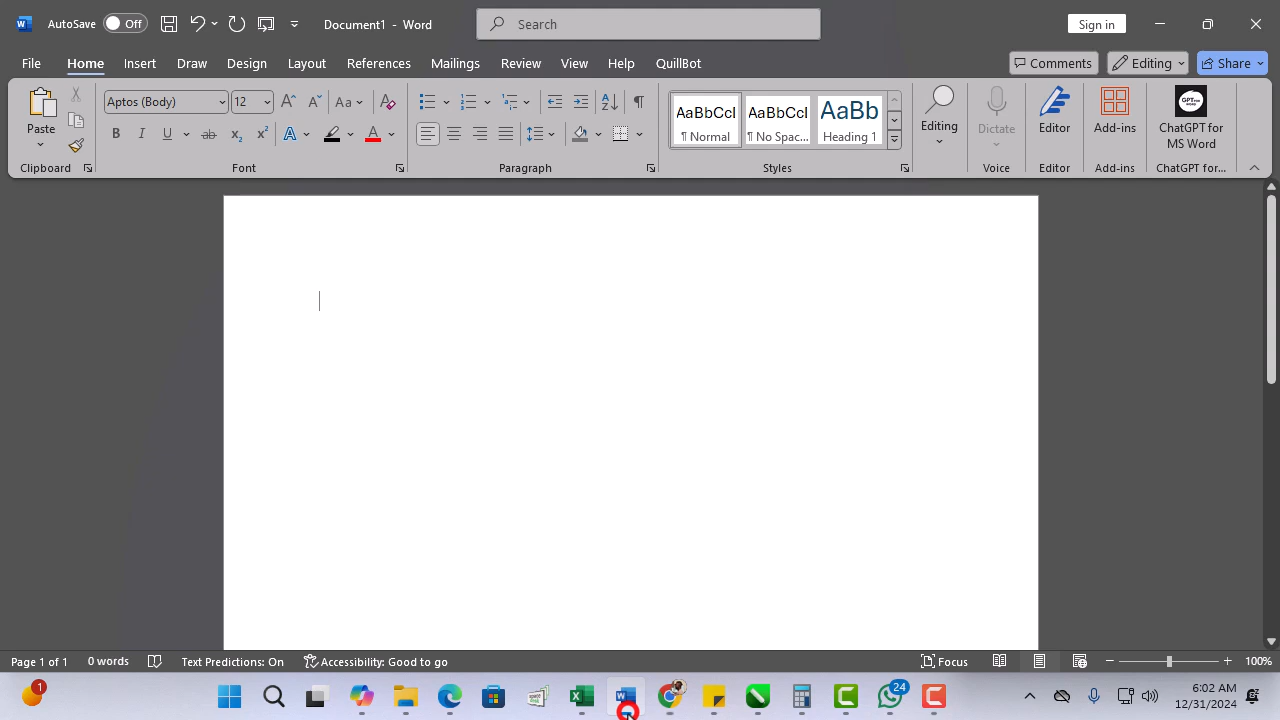 AutoSave Off Document1 - Word Search Sign in
File Home Insert Draw Design Layout References Mailings Review View Help QuillBot Comments Editing Share
Paste Aptos (Body) 12 Aa AaBbCcI AaBbCcI AaBb Editing Dictate Editor Add-ins ChatGPT for
¶ Normal ¶ No Spac... Heading 1 MS Word
Clipboard Font Paragraph Styles Voice Editor Add-ins ChatGPT for...
Page 1 of 1 0 words Text Predictions: On Accessibility: Good to go Focus 100%
1 24 6:02 AM
12/31/2024